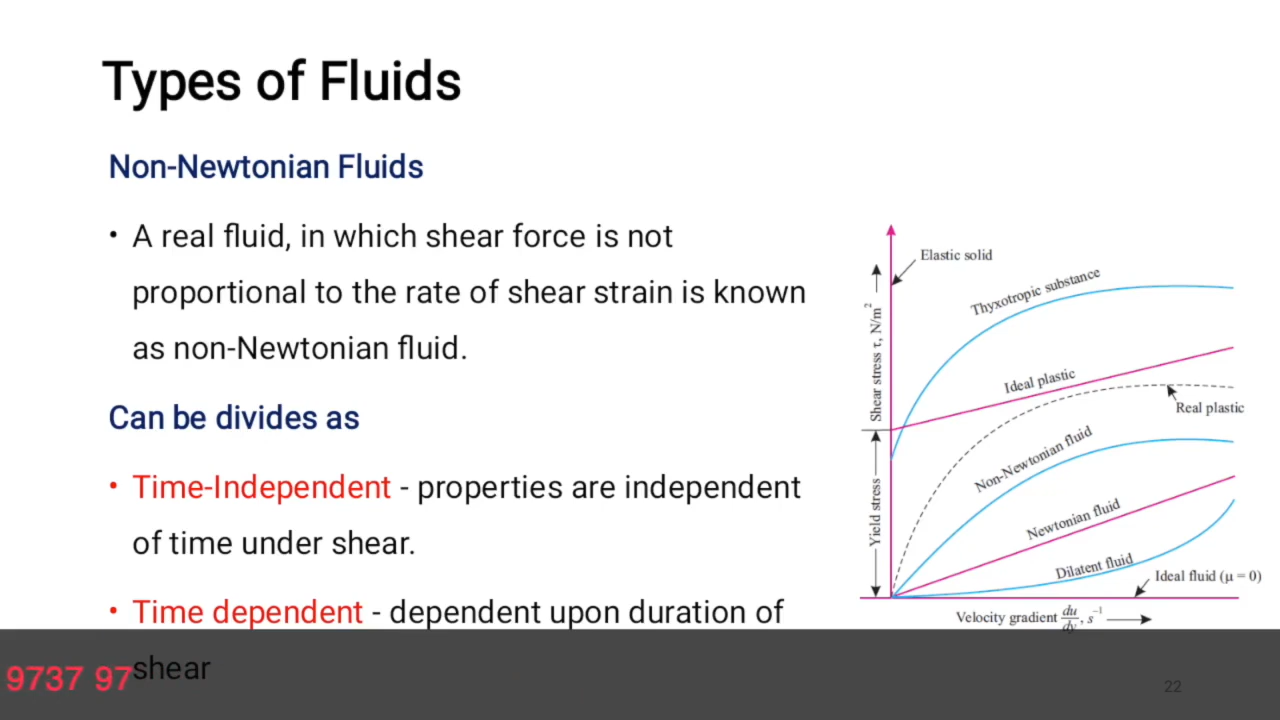 Types of Fluids
Non-Newtonian Fluids
• A real fluid, in which shear force is not
proportional to the rate of shear strain is known
as non-Newtonian fluid.
Can be divides as
• Time-Independent - properties are independent
of time under shear.
• Time dependent - dependent upon duration of
shear
Elastic solid
Thyxotropic substance
Shear stress τ, N/m²
Ideal plastic
Real plastic
Non-Newtonian fluid
Yield stress
Newtonian fluid
Dilatent fluid
Ideal fluid (μ = 0)
Velocity gradient du/dy, s⁻¹
9737 97
22